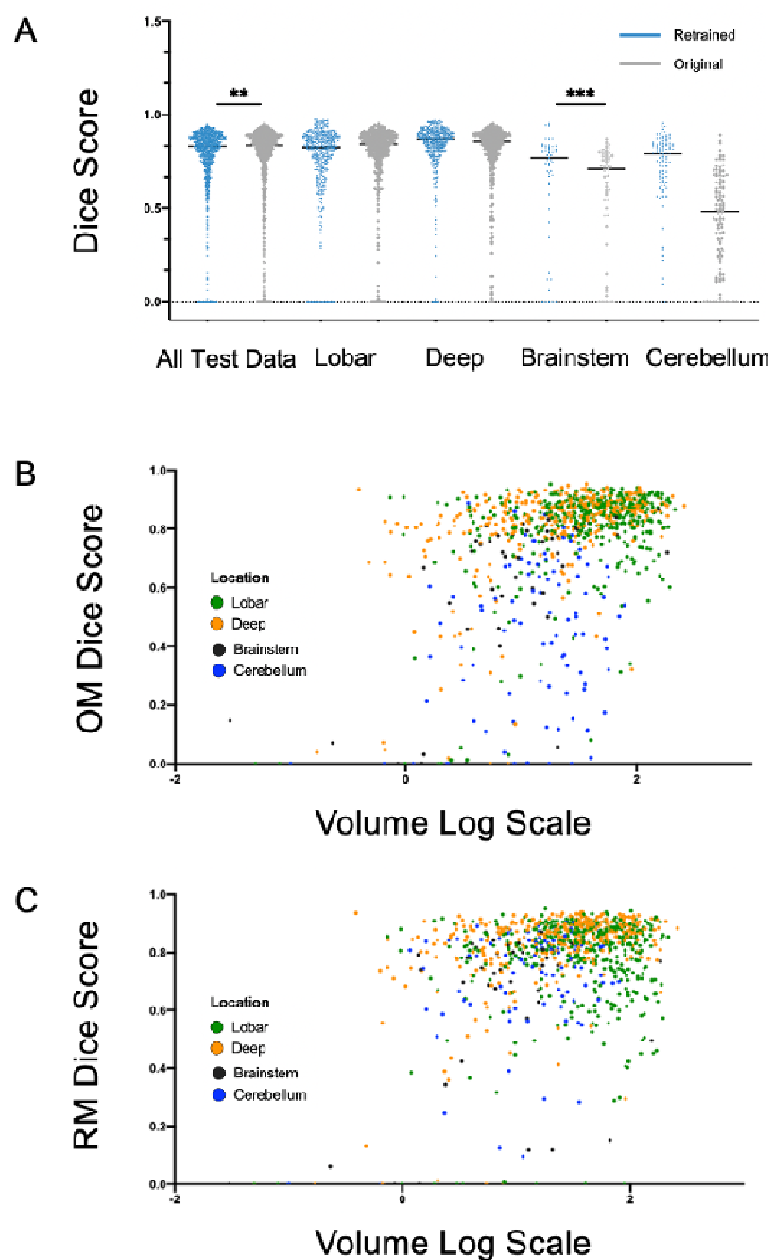 A
1.5
1.0
0.5
0.0
Dice Score
Retrained
Original
**
***
All Test Data Lobar Deep Brainstem Cerebellum
B
1.0
0.8
0.6
0.4
0.2
0.0
OM Dice Score
Location
Lobar
Deep
Brainstem
Cerebellum
-2 0 2
Volume Log Scale
C
1.0
0.8
0.6
0.4
0.2
0.0
RM Dice Score
Location
Lobar
Deep
Brainstem
Cerebellum
-2 0 2
Volume Log Scale